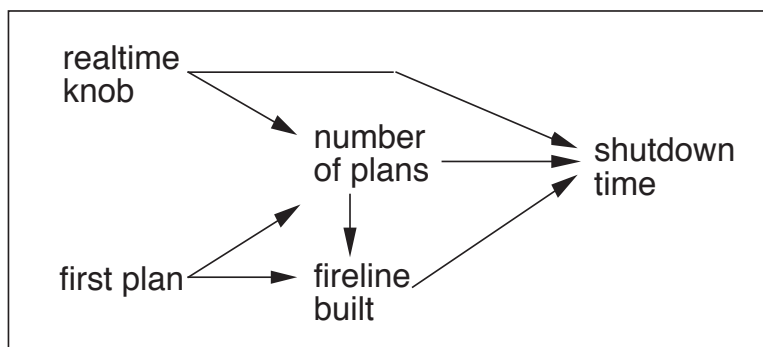 realtime
knob
number
of plans
shutdown
time
first plan
fireline
built